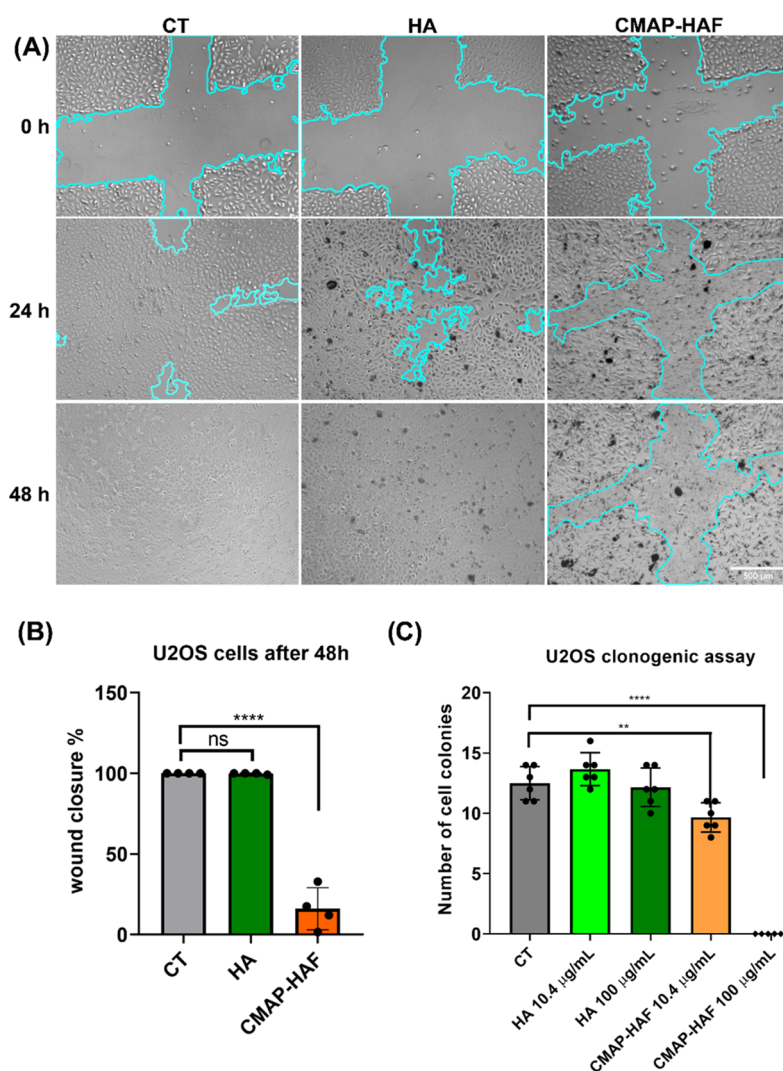 (A)
CT
HA
CMAP-HAF
0 h
24 h
48 h
500 µm
(B)
U2OS cells after 48h
wound closure %
150
100
50
0
****
ns
CT
HA
CMAP-HAF
(C)
U2OS clonogenic assay
Number of cell colonies
20
15
10
5
0
****
**
CT
HA 10.4 µg/mL
HA 100 µg/mL
CMAP-HAF 10.4 µg/mL
CMAP-HAF 100 µg/mL